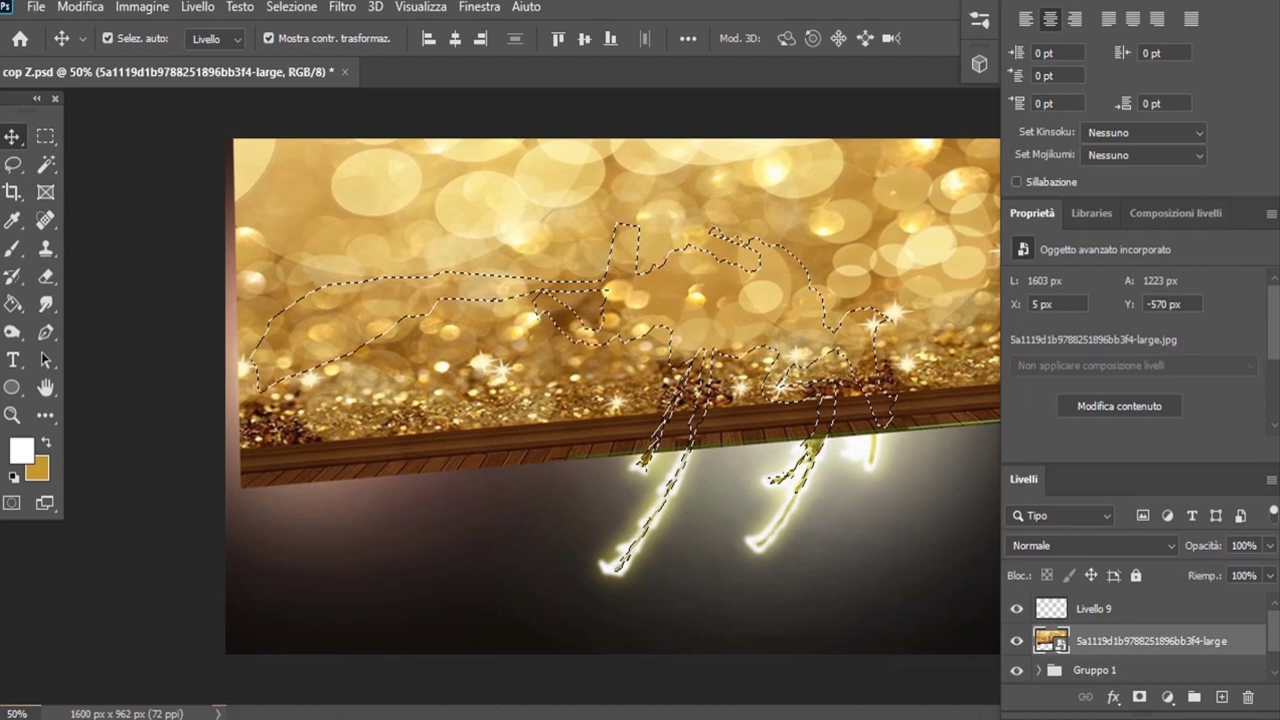 Ps File Modifica Immagine Livello Testo Selezione Filtro 3D Visualizza Finestra Aiuto
Selez. auto: Livello Mostra contr. trasformaz. Mod. 3D:
cop Z.psd @ 50% (5a1119d1b9788251896bb3f4-large, RGB/8) *
0 pt 0 pt
0 pt
0 pt 0 pt
Set Kinsoku: Nessuno
Set Mojikumi: Nessuno
Sillabazione
Proprietà Libraries Composizioni livelli
Oggetto avanzato incorporato
L: 1603 px A: 1223 px
X: 5 px Y: -570 px
5a1119d1b9788251896bb3f4-large.jpg
Non applicare composizione livelli
Modifica contenuto
Livelli
Tipo
Normale Opacità: 100%
Bloc.: Riemp.: 100%
Livello 9
5a1119d1b9788251896bb3f4-large
Gruppo 1
50% 1600 px x 962 px (72 ppi)